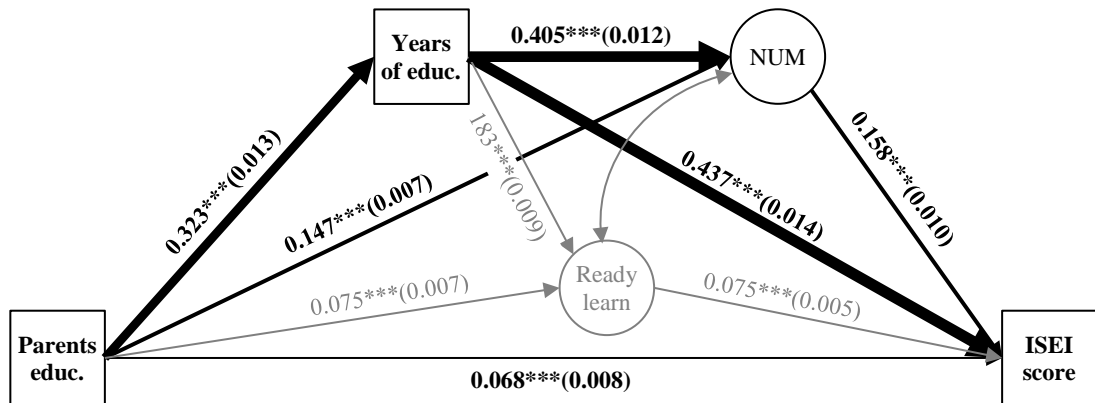 Years
of educ.
0.405***(0.012)
NUM
0.323***(0.013)
0.147***(0.007)
183***(0.009)
0.437***(0.014)
0.158***(0.010)
Ready
learn
0.075***(0.007)
0.075***(0.005)
Parents
educ.
0.068***(0.008)
ISEI
score